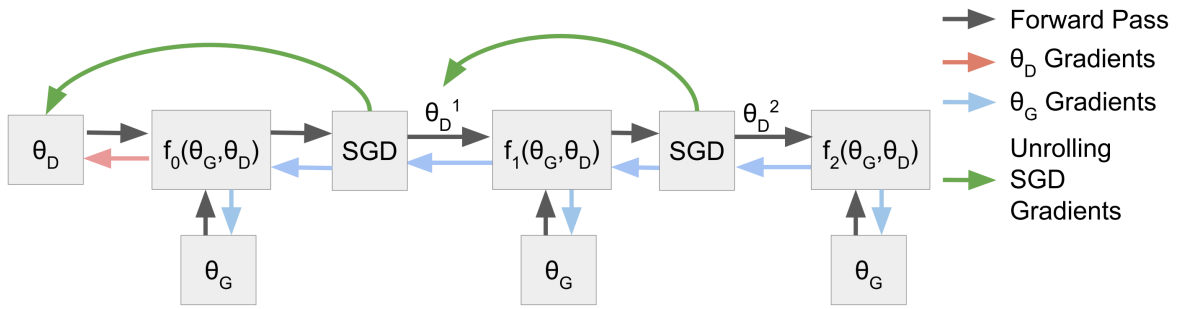 Forward Pass
θD Gradients
θG Gradients
Unrolling
SGD
Gradients
θD
f0(θG,θD)
SGD
θD1
f1(θG,θD)
SGD
θD2
f2(θG,θD)
θG
θG
θG